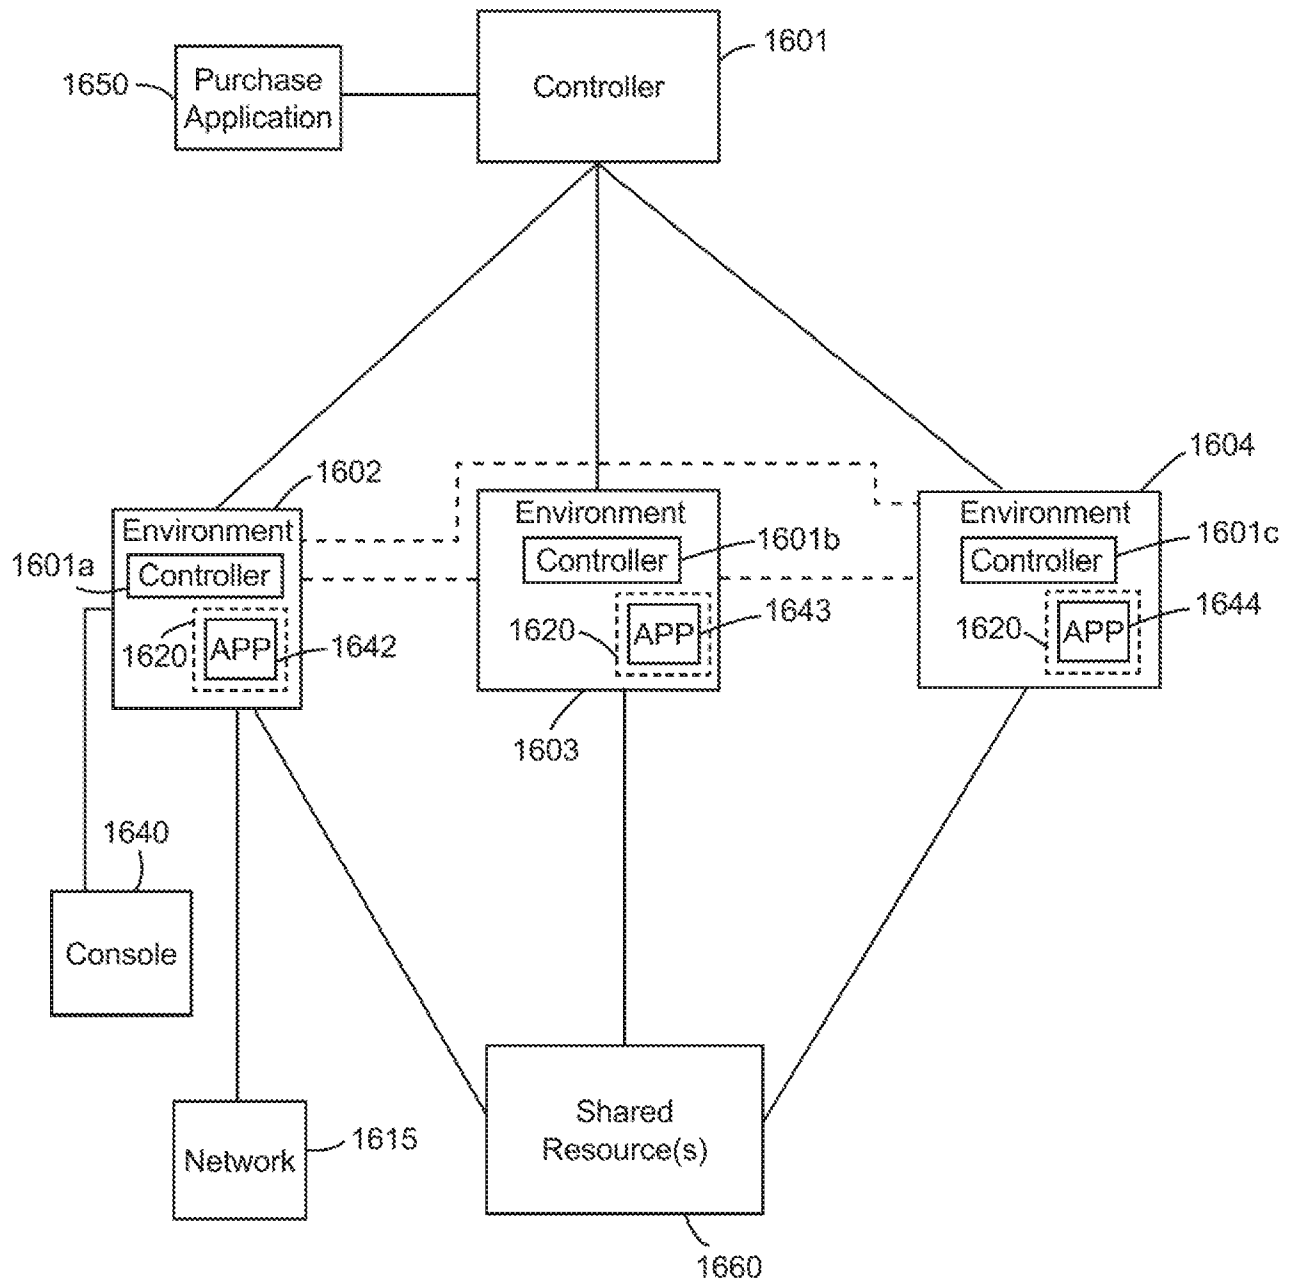 1601
1650
Purchase
Application
Controller
1602
1604
Environment
Environment
Environment
1601a
Controller
Controller
1601b
Controller
1601c
1620
APP
1642
1620
APP
1643
1620
APP
1644
1603
1640
Console
Network
1615
Shared
Resource(s)
1660